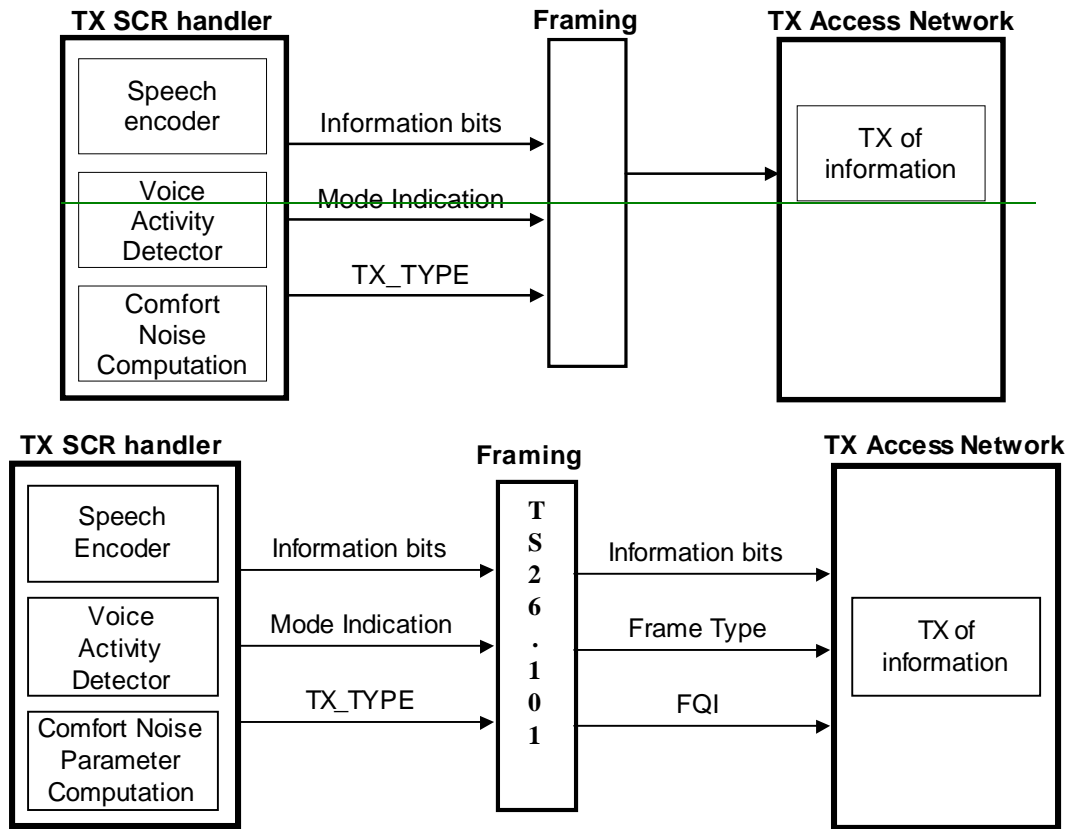 TX SCR handler
Framing
TX Access Network
Speech
encoder
Information bits
TX of
information
Voice
Activity
Detector
Mode Indication
TX_TYPE
Comfort
Noise
Computation
TX SCR handler
Framing
TX Access Network
Speech
Encoder
Information bits
T
S
2
6
.
1
0
1
Information bits
Voice
Activity
Detector
Mode Indication
Frame Type
TX of
information
TX_TYPE
FQI
Comfort Noise
Parameter
Computation